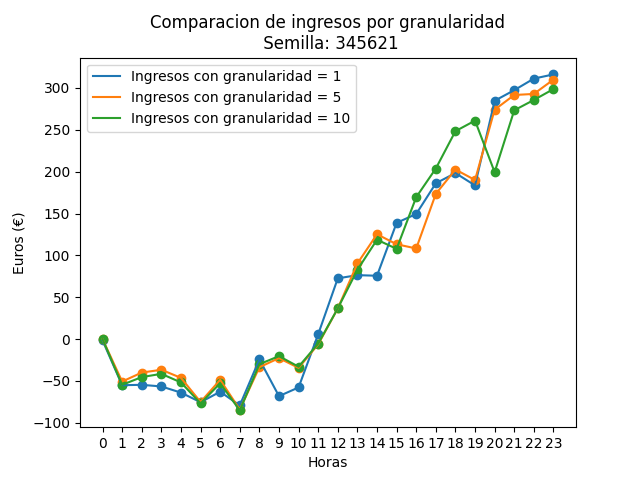 Comparacion de ingresos por granularidad
Semilla: 345621
Ingresos con granularidad = 1
Ingresos con granularidad = 5
Ingresos con granularidad = 10
Euros (€)
300
250
200
150
100
50
0
−50
−100
0 1 2 3 4 5 6 7 8 9 10 11 12 13 14 15 16 17 18 19 20 21 22 23
Horas